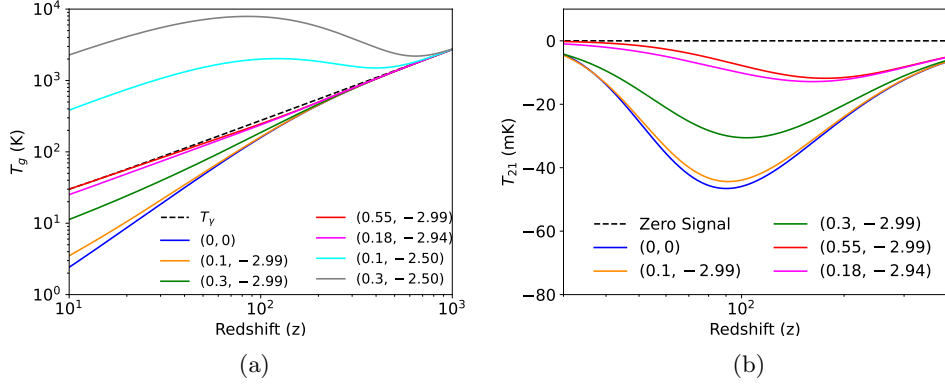 T_g (K)
10^4
10^3
10^2
10^1
10^0
T_γ
(0, 0)
(0.1, −2.99)
(0.3, −2.99)
(0.55, −2.99)
(0.18, −2.94)
(0.1, −2.50)
(0.3, −2.50)
10^1 10^2 10^3
Redshift (z)
(a)
T_21 (mK)
0
−20
−40
−60
−80
Zero Signal
(0, 0)
(0.1, −2.99)
(0.3, −2.99)
(0.55, −2.99)
(0.18, −2.94)
10^2
Redshift (z)
(b)